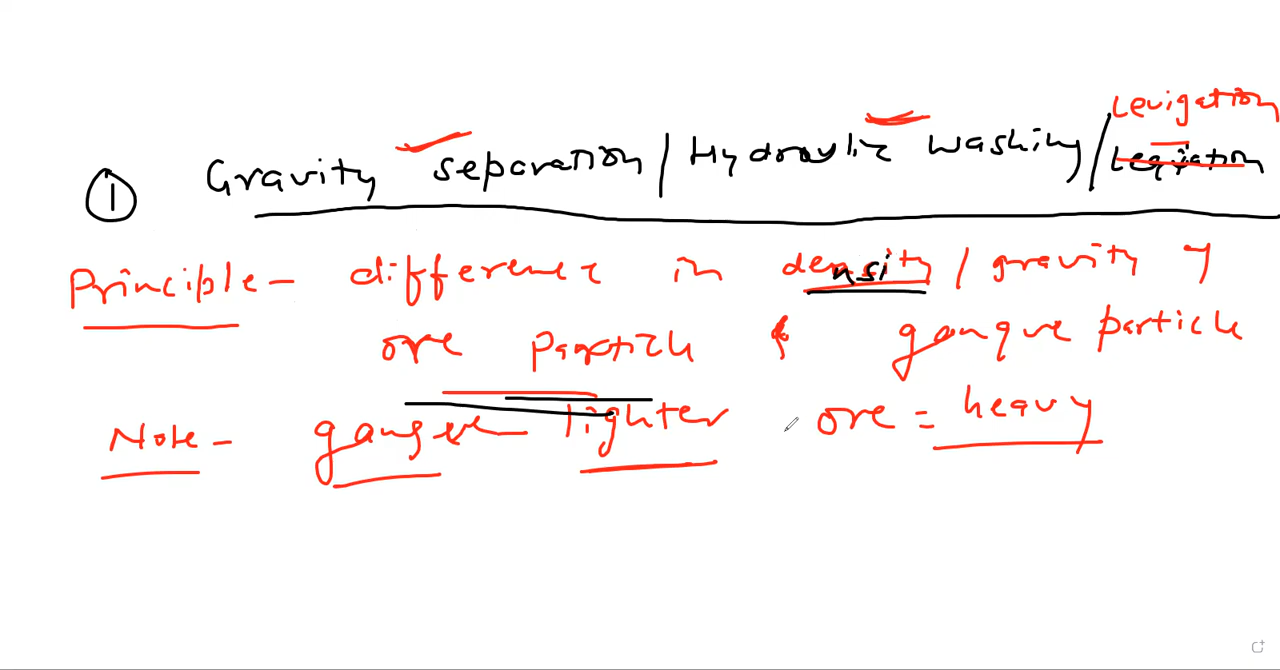 ① Gravity separation / Hydraulic washing / Levigation
Principle - difference in density / gravity of
ore particle & gangue particle
Note - gangue - lighter, ore = heavy